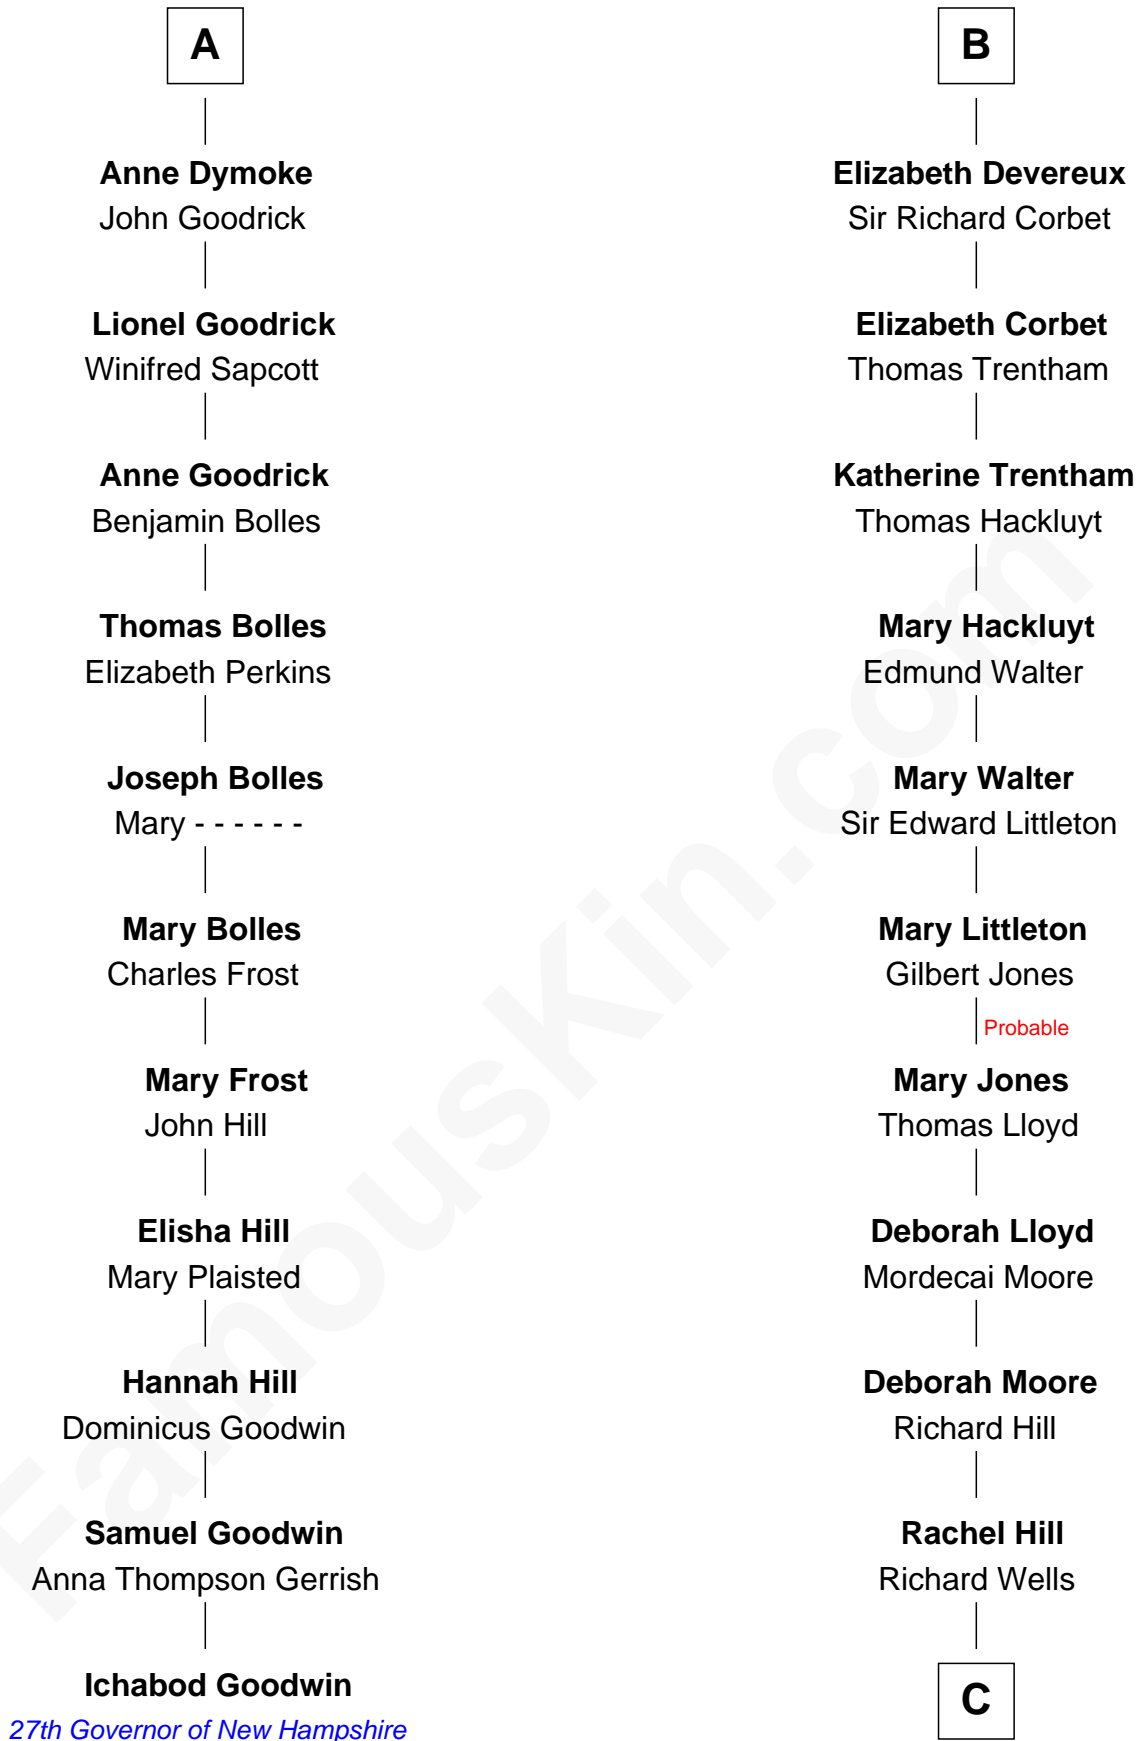 A
Anne Dymoke
John Goodrick
Lionel Goodrick
Winifred Sapcott
Anne Goodrick
Benjamin Bolles
Thomas Bolles
Elizabeth Perkins
Joseph Bolles
Mary - - - - - -
Mary Bolles
Charles Frost
Mary Frost
John Hill
Elisha Hill
Mary Plaisted
Hannah Hill
Dominicus Goodwin
Samuel Goodwin
Anna Thompson Gerrish
Ichabod Goodwin
27th Governor of New Hampshire
B
Elizabeth Devereux
Sir Richard Corbet
Elizabeth Corbet
Thomas Trentham
Katherine Trentham
Thomas Hackluyt
Mary Hackluyt
Edmund Walter
Mary Walter
Sir Edward Littleton
Mary Littleton
Gilbert Jones
Probable
Mary Jones
Thomas Lloyd
Deborah Lloyd
Mordecai Moore
Deborah Moore
Richard Hill
Rachel Hill
Richard Wells
C
FamousKin.com